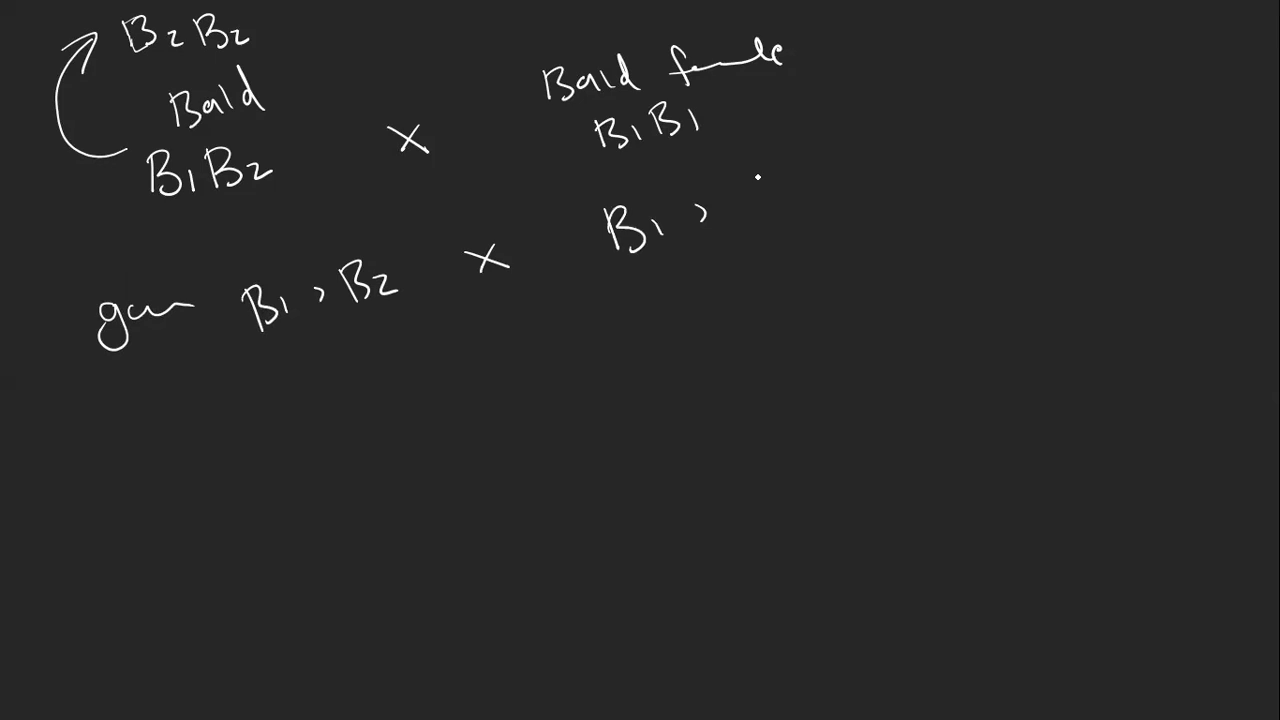 B2B2
Bald
B1B2 x
Bald female
B1B1
gam B1, B2 x B1,